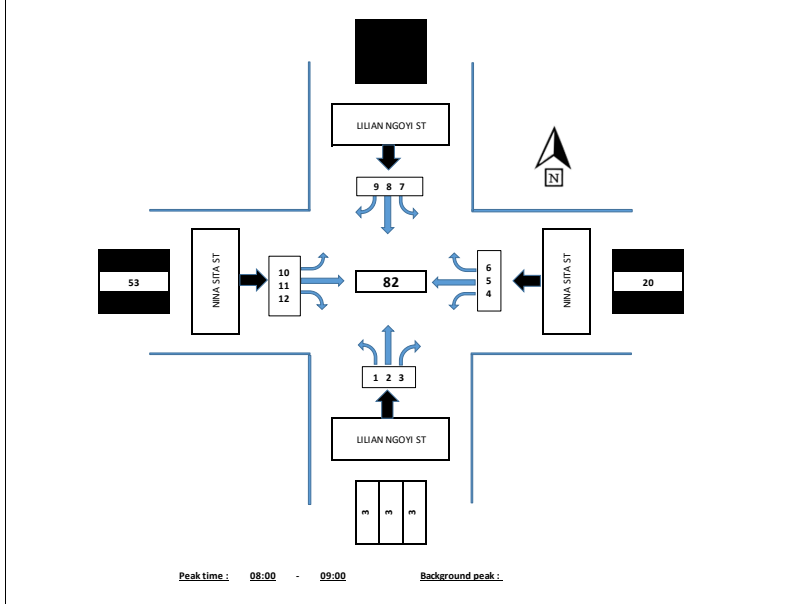 LILIAN NGOYI ST
9 8 7
N
53
NINA SITA ST
10
11
12
82
6
5
4
NINA SITA ST
20
1 2 3
LILIAN NGOYI ST
3 3 3
Peak time : 08:00 - 09:00 Background peak :